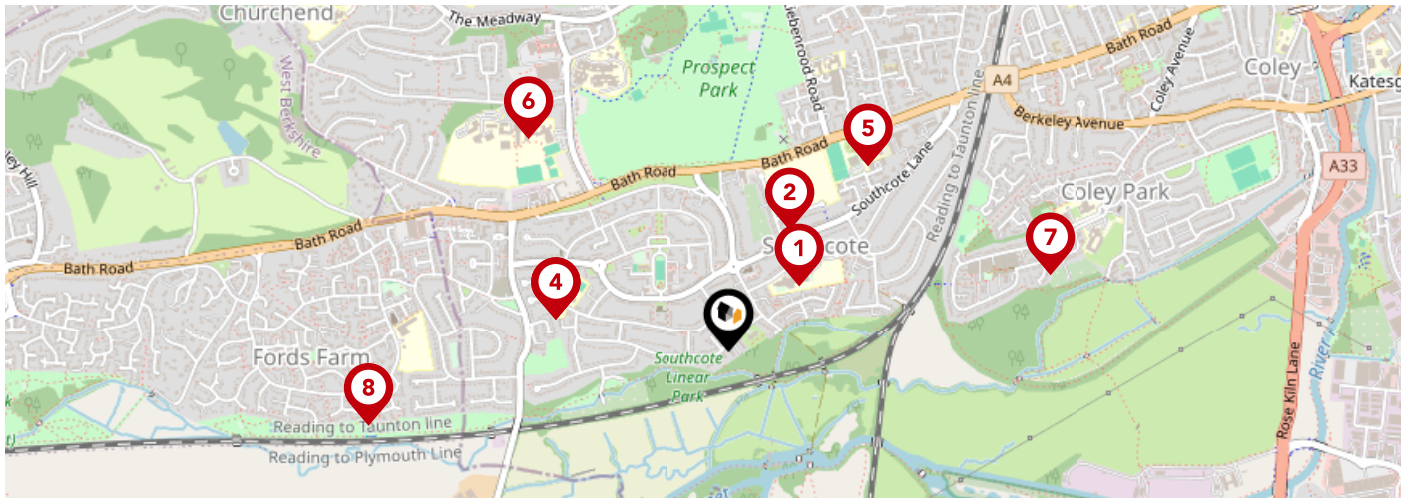 Churchend
The Meadway
Bath Road
Coley
A4
Coley Avenue
Prospect
Park
West Berkshire
Berkeley Avenue
6
5
Bath Road
Bath Road
Southcote Lane
Reading to Taunton line
A33
Coley Park
2
Bath Road
Bath Road
1
7
4
Fords Farm
Southcote
Linear
Park
8
Reading to Taunton line
Reading to Plymouth Line
Rose Kiln Lane
River